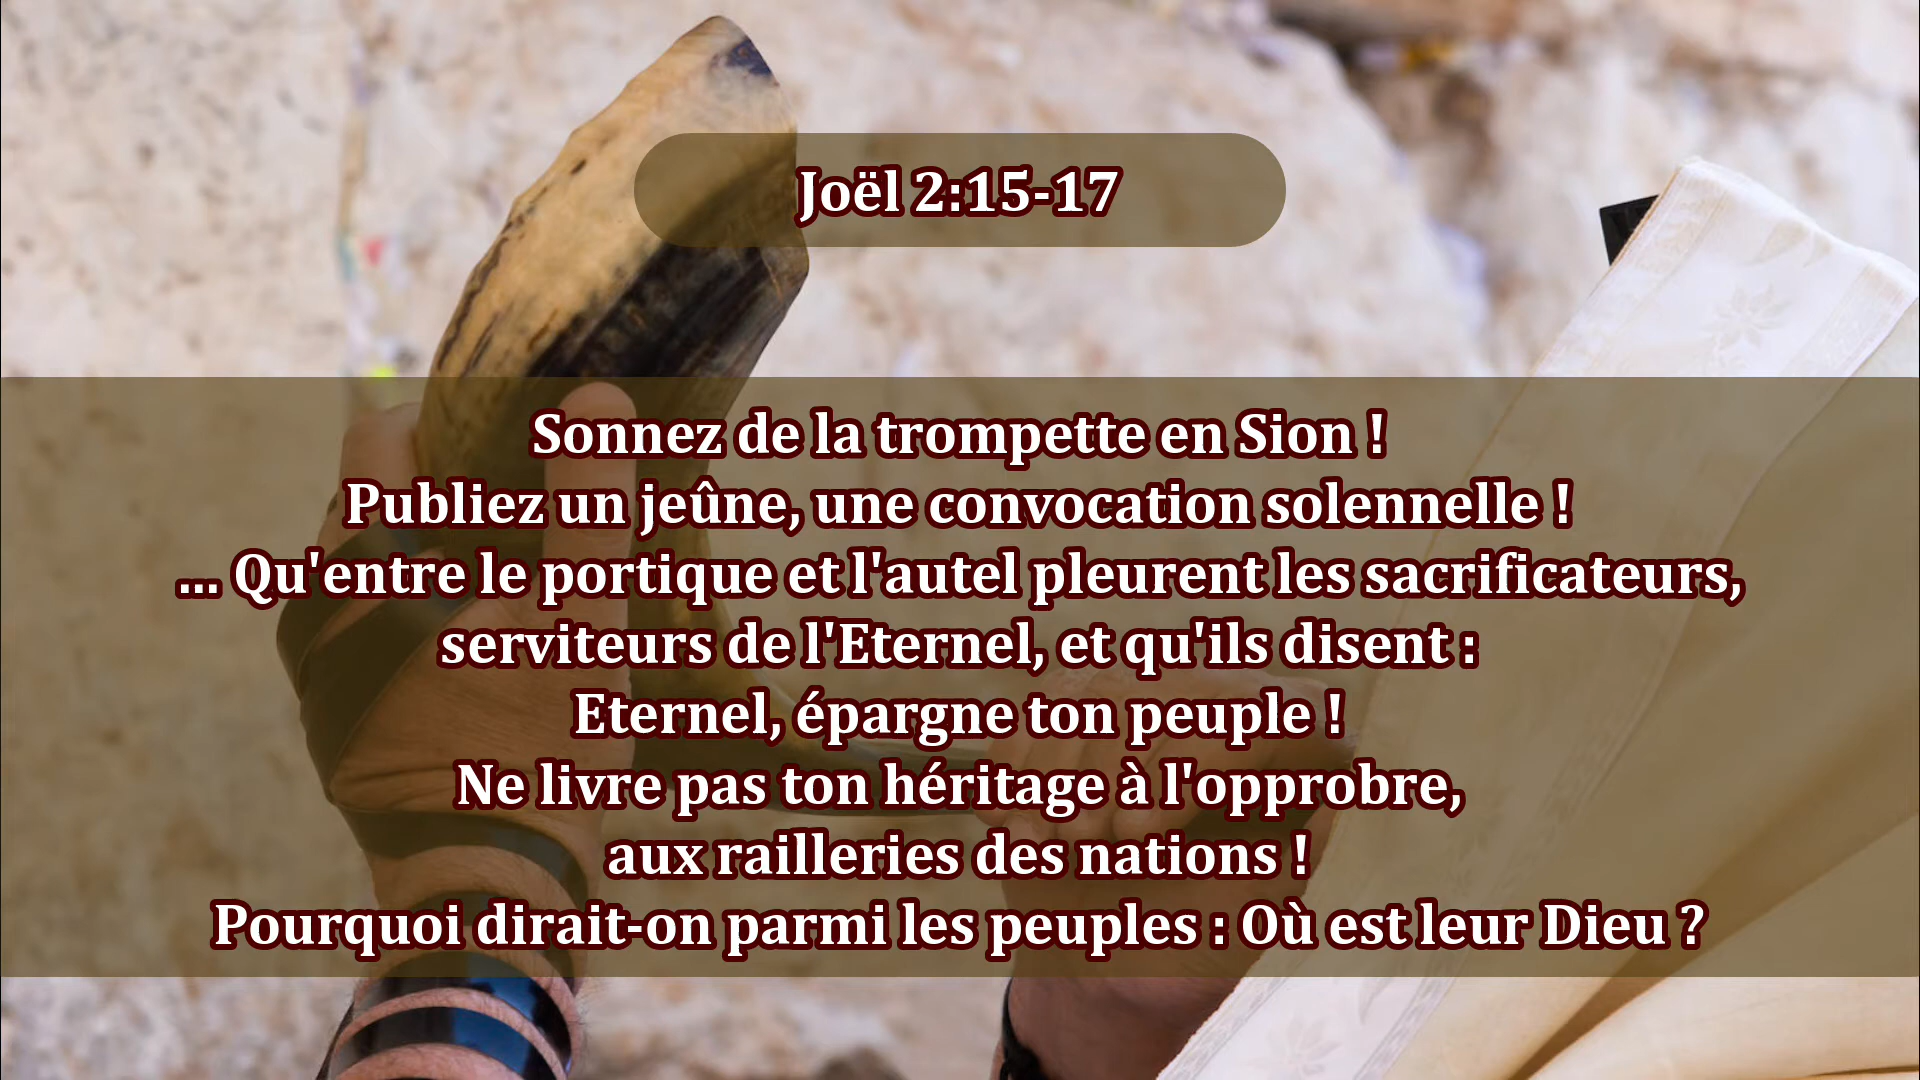 Joël 2:15-17
Sonnez de la trompette en Sion !
Publiez un jeûne, une convocation solennelle !
... Qu'entre le portique et l'autel pleurent les sacrificateurs,
serviteurs de l'Eternel, et qu'ils disent :
Eternel, épargne ton peuple !
Ne livre pas ton héritage à l'opprobre,
aux railleries des nations !
Pourquoi dirait-on parmi les peuples : Où est leur Dieu ?